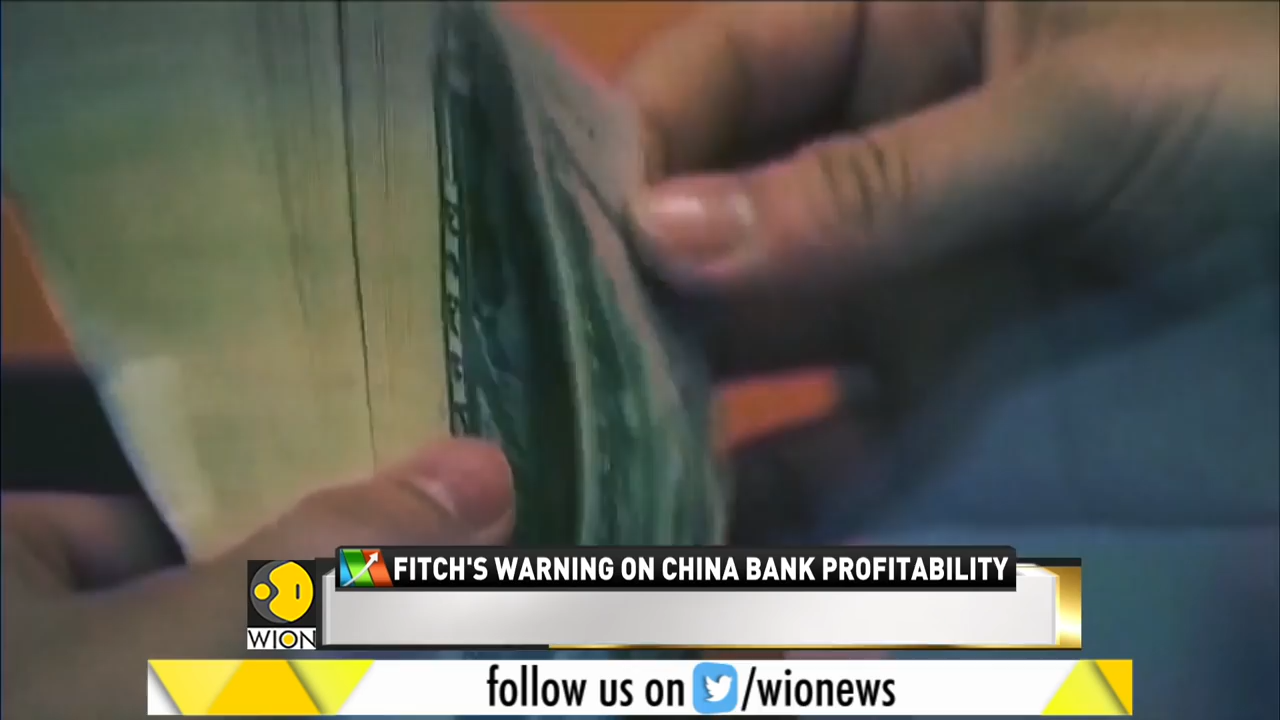 FITCH'S WARNING ON CHINA BANK PROFITABILITY
WION
follow us on /wionews